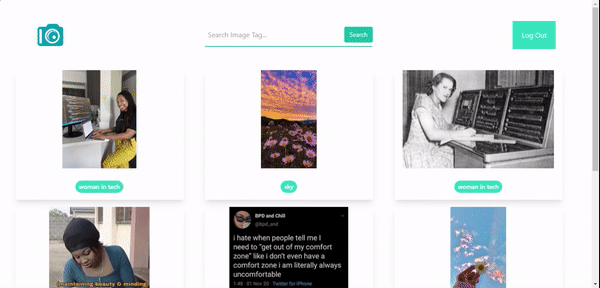 Search Image Tag...
Search
Log Out
woman in tech
sky
woman in tech
maintaining beauty & minding
BPD and Chill
@bpd_and
i hate when people tell me I
need to "get out of my comfort
zone" like i don't even have a
comfort zone i am literally always
uncomfortable
1:48 · 01 Nov 20 · Twitter for iPhone